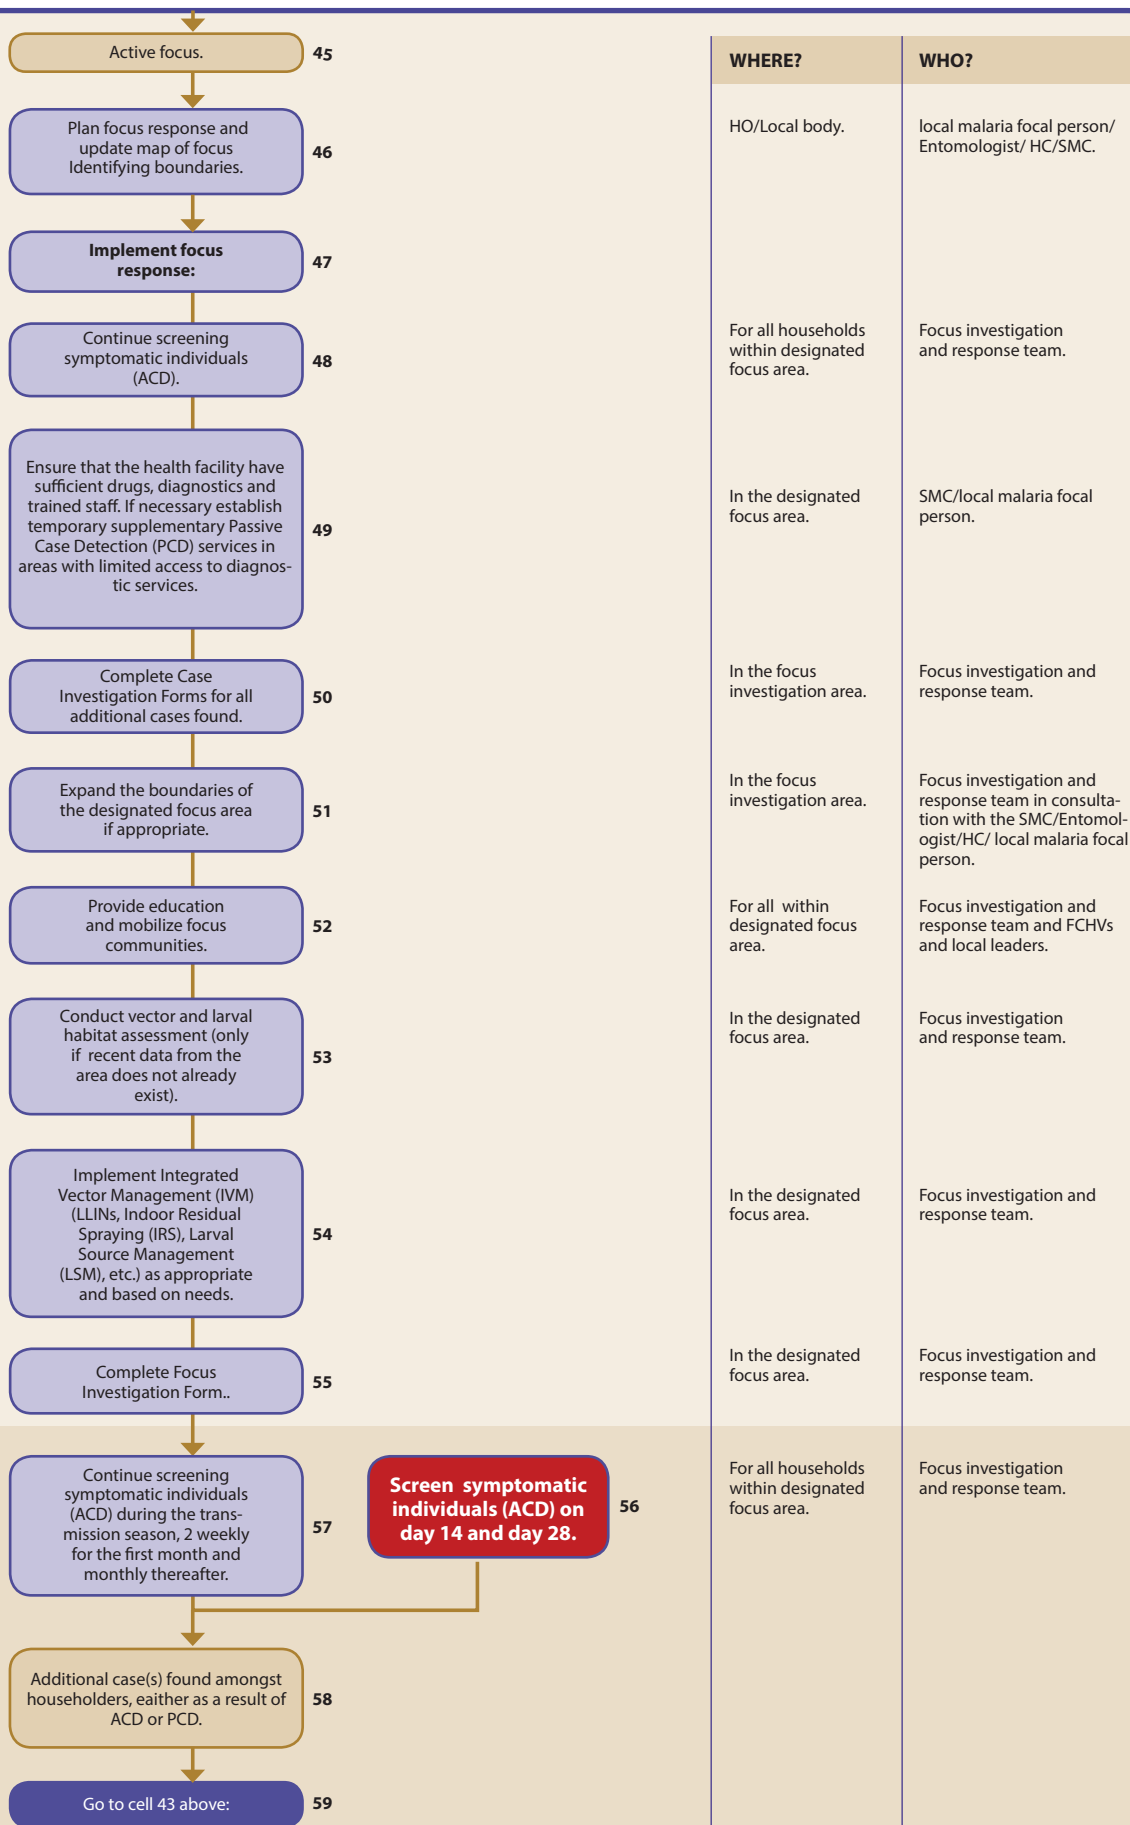 Active focus.
45
WHERE?
WHO?
Plan focus response and
update map of focus
Identifying boundaries.
46
HO/Local body.
local malaria focal person/
Entomologist/ HC/SMC.
Implement focus
response:
47
Continue screening
symptomatic individuals
(ACD).
48
For all households
within designated
focus area.
Focus investigation
and response team.
Ensure that the health facility have
sufficient drugs, diagnostics and
trained staff. If necessary establish
temporary supplementary Passive
Case Detection (PCD) services in
areas with limited access to diagnos-
tic services.
49
In the designated
focus area.
SMC/local malaria focal
person.
Complete Case
Investigation Forms for all
additional cases found.
50
In the focus
investigation area.
Focus investigation and
response team.
Expand the boundaries of
the designated focus area
if appropriate.
51
In the focus
investigation area.
Focus investigation and
response team in consulta-
tion with the SMC/Entomol-
ogist/HC/ local malaria focal
person.
Provide education
and mobilize focus
communities.
52
For all within
designated focus
area.
Focus investigation and
response team and FCHVs
and local leaders.
Conduct vector and larval
habitat assessment (only
if recent data from the
area does not already
exist).
53
In the designated
focus area.
Focus investigation
and response team.
Implement Integrated
Vector Management (IVM)
(LLINs, Indoor Residual
Spraying (IRS), Larval
Source Management
(LSM), etc.) as appropriate
and based on needs.
54
In the designated
focus area.
Focus investigation and
response team.
Complete Focus
Investigation Form..
55
In the designated
focus area.
Focus investigation and
response team.
Continue screening
symptomatic individuals
(ACD) during the trans-
mission season, 2 weekly
for the first month and
monthly thereafter.
57
Screen symptomatic
individuals (ACD) on
day 14 and day 28.
56
For all households
within designated
focus area.
Focus investigation
and response team.
Additional case(s) found amongst
householders, eaither as a result of
ACD or PCD.
58
Go to cell 43 above:
59